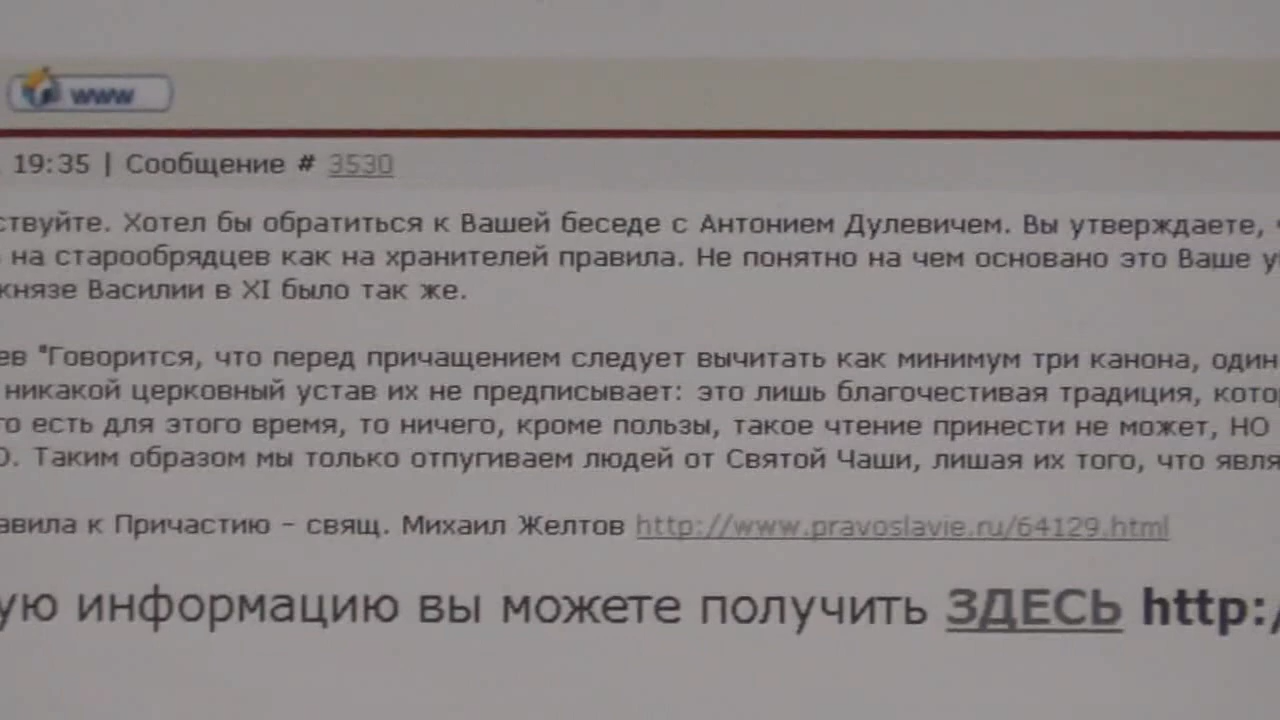 www
19:35 | Сообщение # 3530
ствуйте. Хотел бы обратиться к Вашей беседе с Антонием Дулевичем. Вы утверждаете,
на старообрядцев как на хранителей правила. Не понятно на чем основано это Ваше у
князе Василии в XI было так же.
ев "Говорится, что перед причащением следует вычитать как минимум три канона, один
никакой церковный устав их не предписывает: это лишь благочестивая традиция, кото
го есть для этого время, то ничего, кроме пользы, такое чтение принести не может, НО
О. Таким образом мы только отпугиваем людей от Святой Чаши, лишая их того, что явля
авила к Причастию - свящ. Михаил Желтов http://www.pravoslavie.ru/64129.html
ую информацию вы можете получить ЗДЕСЬ http:/